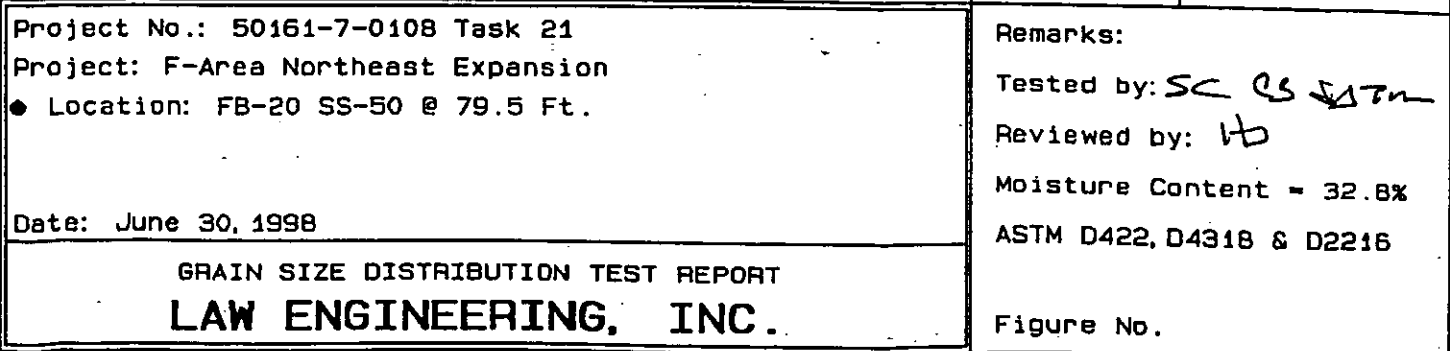 Project No.: 50161-7-0108 Task 21
Project: F-Area Northeast Expansion
● Location: FB-20 SS-50 @ 79.5 Ft.
Date: June 30, 1998
GRAIN SIZE DISTRIBUTION TEST REPORT
LAW ENGINEERING, INC.
Remarks:
Tested by: SC CS
Reviewed by:
Moisture Content = 32.8%
ASTM D422, D4318 & D2216
Figure No.